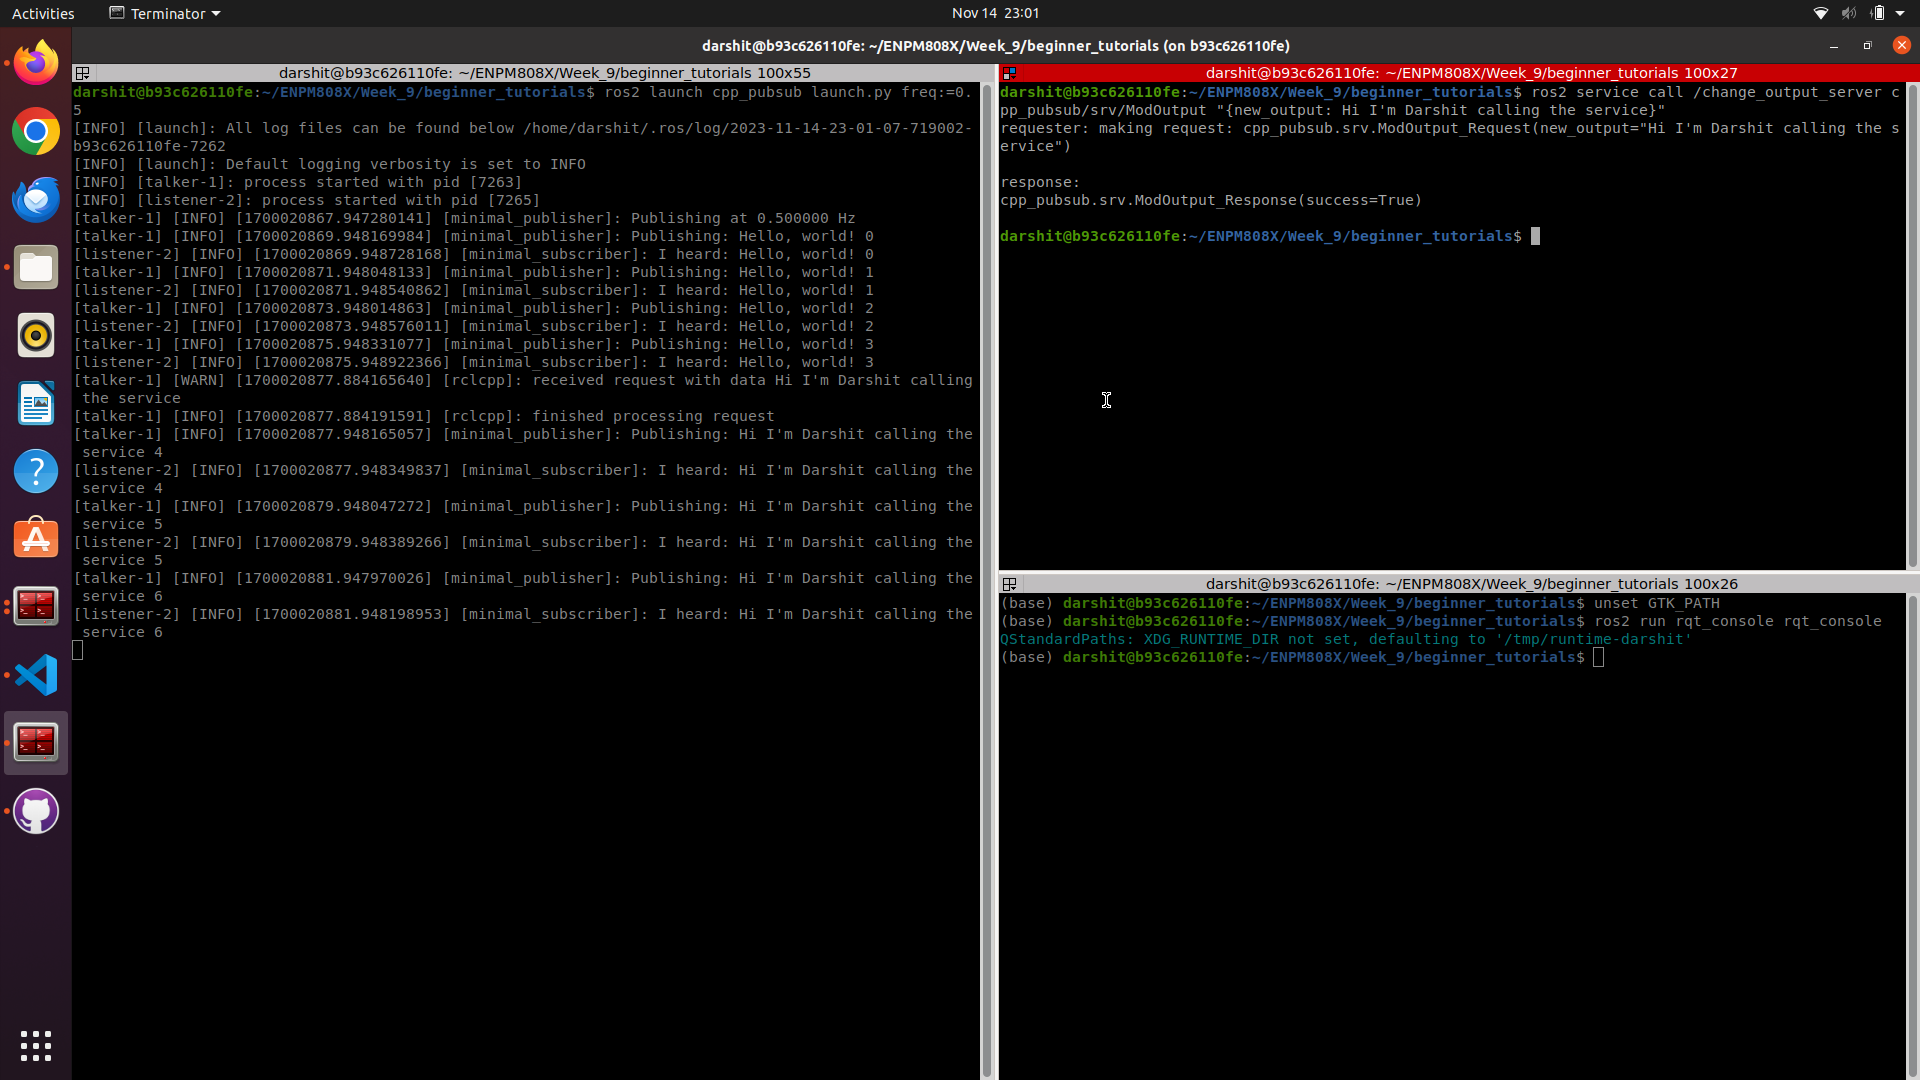 Activities
Terminator
Nov 14 23:01
darshit@b93c626110fe: ~/ENPM808X/Week_9/beginner_tutorials (on b93c626110fe)
darshit@b93c626110fe: ~/ENPM808X/Week_9/beginner_tutorials 100x55
darshit@b93c626110fe:~/ENPM808X/Week_9/beginner_tutorials$ ros2 launch cpp_pubsub launch.py freq:=0.
5
[INFO] [launch]: All log files can be found below /home/darshit/.ros/log/2023-11-14-23-01-07-719002-
b93c626110fe-7262
[INFO] [launch]: Default logging verbosity is set to INFO
[INFO] [talker-1]: process started with pid [7263]
[INFO] [listener-2]: process started with pid [7265]
[talker-1] [INFO] [1700020867.947280141] [minimal_publisher]: Publishing at 0.500000 Hz
[talker-1] [INFO] [1700020869.948169984] [minimal_publisher]: Publishing: Hello, world! 0
[listener-2] [INFO] [1700020869.948728168] [minimal_subscriber]: I heard: Hello, world! 0
[talker-1] [INFO] [1700020871.948048133] [minimal_publisher]: Publishing: Hello, world! 1
[listener-2] [INFO] [1700020871.948540862] [minimal_subscriber]: I heard: Hello, world! 1
[talker-1] [INFO] [1700020873.948014863] [minimal_publisher]: Publishing: Hello, world! 2
[listener-2] [INFO] [1700020873.948576011] [minimal_subscriber]: I heard: Hello, world! 2
[talker-1] [INFO] [1700020875.948331077] [minimal_publisher]: Publishing: Hello, world! 3
[listener-2] [INFO] [1700020875.948922366] [minimal_subscriber]: I heard: Hello, world! 3
[talker-1] [WARN] [1700020877.884165640] [rclcpp]: received request with data Hi I'm Darshit calling
 the service
[talker-1] [INFO] [1700020877.884191591] [rclcpp]: finished processing request
[talker-1] [INFO] [1700020877.948165057] [minimal_publisher]: Publishing: Hi I'm Darshit calling the
 service 4
[listener-2] [INFO] [1700020877.948349837] [minimal_subscriber]: I heard: Hi I'm Darshit calling the
 service 4
[talker-1] [INFO] [1700020879.948047272] [minimal_publisher]: Publishing: Hi I'm Darshit calling the
 service 5
[listener-2] [INFO] [1700020879.948389266] [minimal_subscriber]: I heard: Hi I'm Darshit calling the
 service 5
[talker-1] [INFO] [1700020881.947970026] [minimal_publisher]: Publishing: Hi I'm Darshit calling the
 service 6
[listener-2] [INFO] [1700020881.948198953] [minimal_subscriber]: I heard: Hi I'm Darshit calling the
 service 6
darshit@b93c626110fe: ~/ENPM808X/Week_9/beginner_tutorials 100x27
darshit@b93c626110fe:~/ENPM808X/Week_9/beginner_tutorials$ ros2 service call /change_output_server c
pp_pubsub/srv/ModOutput "{new_output: Hi I'm Darshit calling the service}"
requester: making request: cpp_pubsub.srv.ModOutput_Request(new_output="Hi I'm Darshit calling the s
ervice")
response:
cpp_pubsub.srv.ModOutput_Response(success=True)
darshit@b93c626110fe:~/ENPM808X/Week_9/beginner_tutorials$
darshit@b93c626110fe: ~/ENPM808X/Week_9/beginner_tutorials 100x26
(base) darshit@b93c626110fe:~/ENPM808X/Week_9/beginner_tutorials$ unset GTK_PATH
(base) darshit@b93c626110fe:~/ENPM808X/Week_9/beginner_tutorials$ ros2 run rqt_console rqt_console
QStandardPaths: XDG_RUNTIME_DIR not set, defaulting to '/tmp/runtime-darshit'
(base) darshit@b93c626110fe:~/ENPM808X/Week_9/beginner_tutorials$